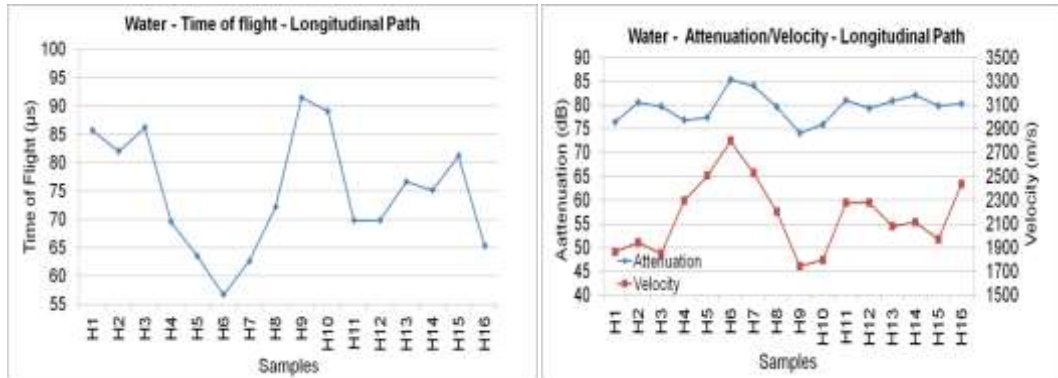 Water - Time of flight - Longitudinal Path
Time of Flight (µs)
100
95
90
85
80
75
70
65
60
55
H1 H2 H3 H4 H5 H6 H7 H8 H9 H10 H11 H12 H13 H14 H15 H16
Samples
Water - Attenuation/Velocity - Longitudinal Path
Aattenuation (dB)
90
85
80
75
70
65
60
55
50
45
40
Attenuation
Velocity
3500
3300
3100
2900
2700
2500
2300
2100
1900
1700
1500
Velocity (m/s)
H1 H2 H3 H4 H5 H6 H7 H8 H9 H10 H11 H12 H13 H14 H15 H16
Samples